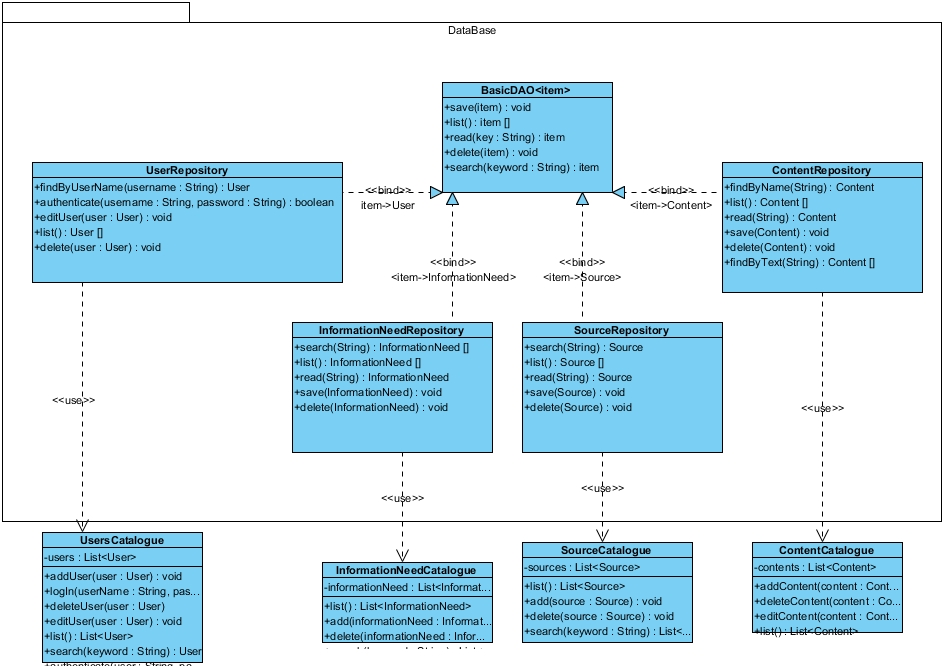 DataBase
BasicDAO<item>
+save(item) : void
+list() : item []
+read(key : String) : item
+delete(item) : void
+search(keyword : String) : item
UserRepository
+findByUserName(username : String) : User
+authenticate(username : String, password : String) : boolean
+editUser(user : User) : void
+list() : User []
+delete(user : User) : void
<<bind>>
item->User
<<bind>>
<item->Content>
ContentRepository
+findByName(String) : Content
+list() : Content []
+read(String) : Content
+save(Content) : void
+delete(Content) : void
+findByText(String) : Content []
<<bind>>
<item->InformationNeed>
<<bind>>
<item->Source>
InformationNeedRepository
+search(String) : InformationNeed []
+list() : InformationNeed []
+read(String) : InformationNeed
+save(InformationNeed) : void
+delete(InformationNeed) : void
SourceRepository
+search(String) : Source
+list() : Source []
+read(String) : Source
+save(Source) : void
+delete(Source) : void
<<use>>
<<use>>
<<use>>
<<use>>
UsersCatalogue
-users : List<User>
+addUser(user : User) : void
+logIn(userName : String, pas...
+deleteUser(user : User)
+editUser(user : User) : void
+list() : List<User>
+search(keyword : String) : User
+authenticate(user : String, pa
InformationNeedCatalogue
-informationNeed : List<Informat...
+list() : List<InformationNeed>
+add(informationNeed : Informat...
+delete(informationNeed : Infor...
SourceCatalogue
-sources : List<Source>
+list() : List<Source>
+add(source : Source) : void
+delete(source : Source) : void
+search(keyword : String) : List<...
ContentCatalogue
-contents : List<Content>
+addContent(content : Cont...
+deleteContent(content : Co...
+editContent(content : Cont...
+list() : List<Content>